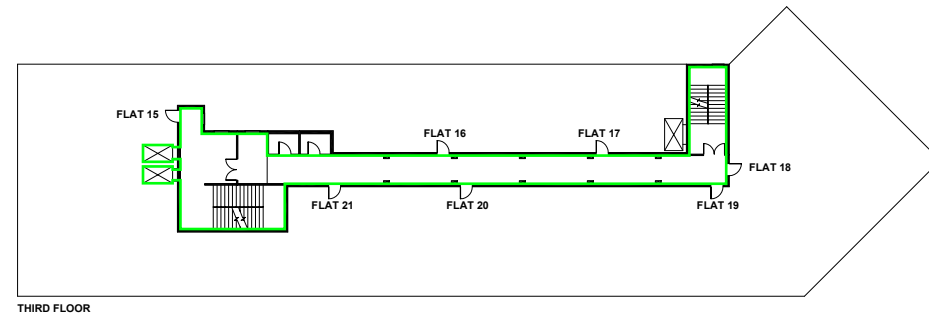 FLAT 15
FLAT 16
FLAT 17
FLAT 18
FLAT 21
FLAT 20
FLAT 19
THIRD FLOOR